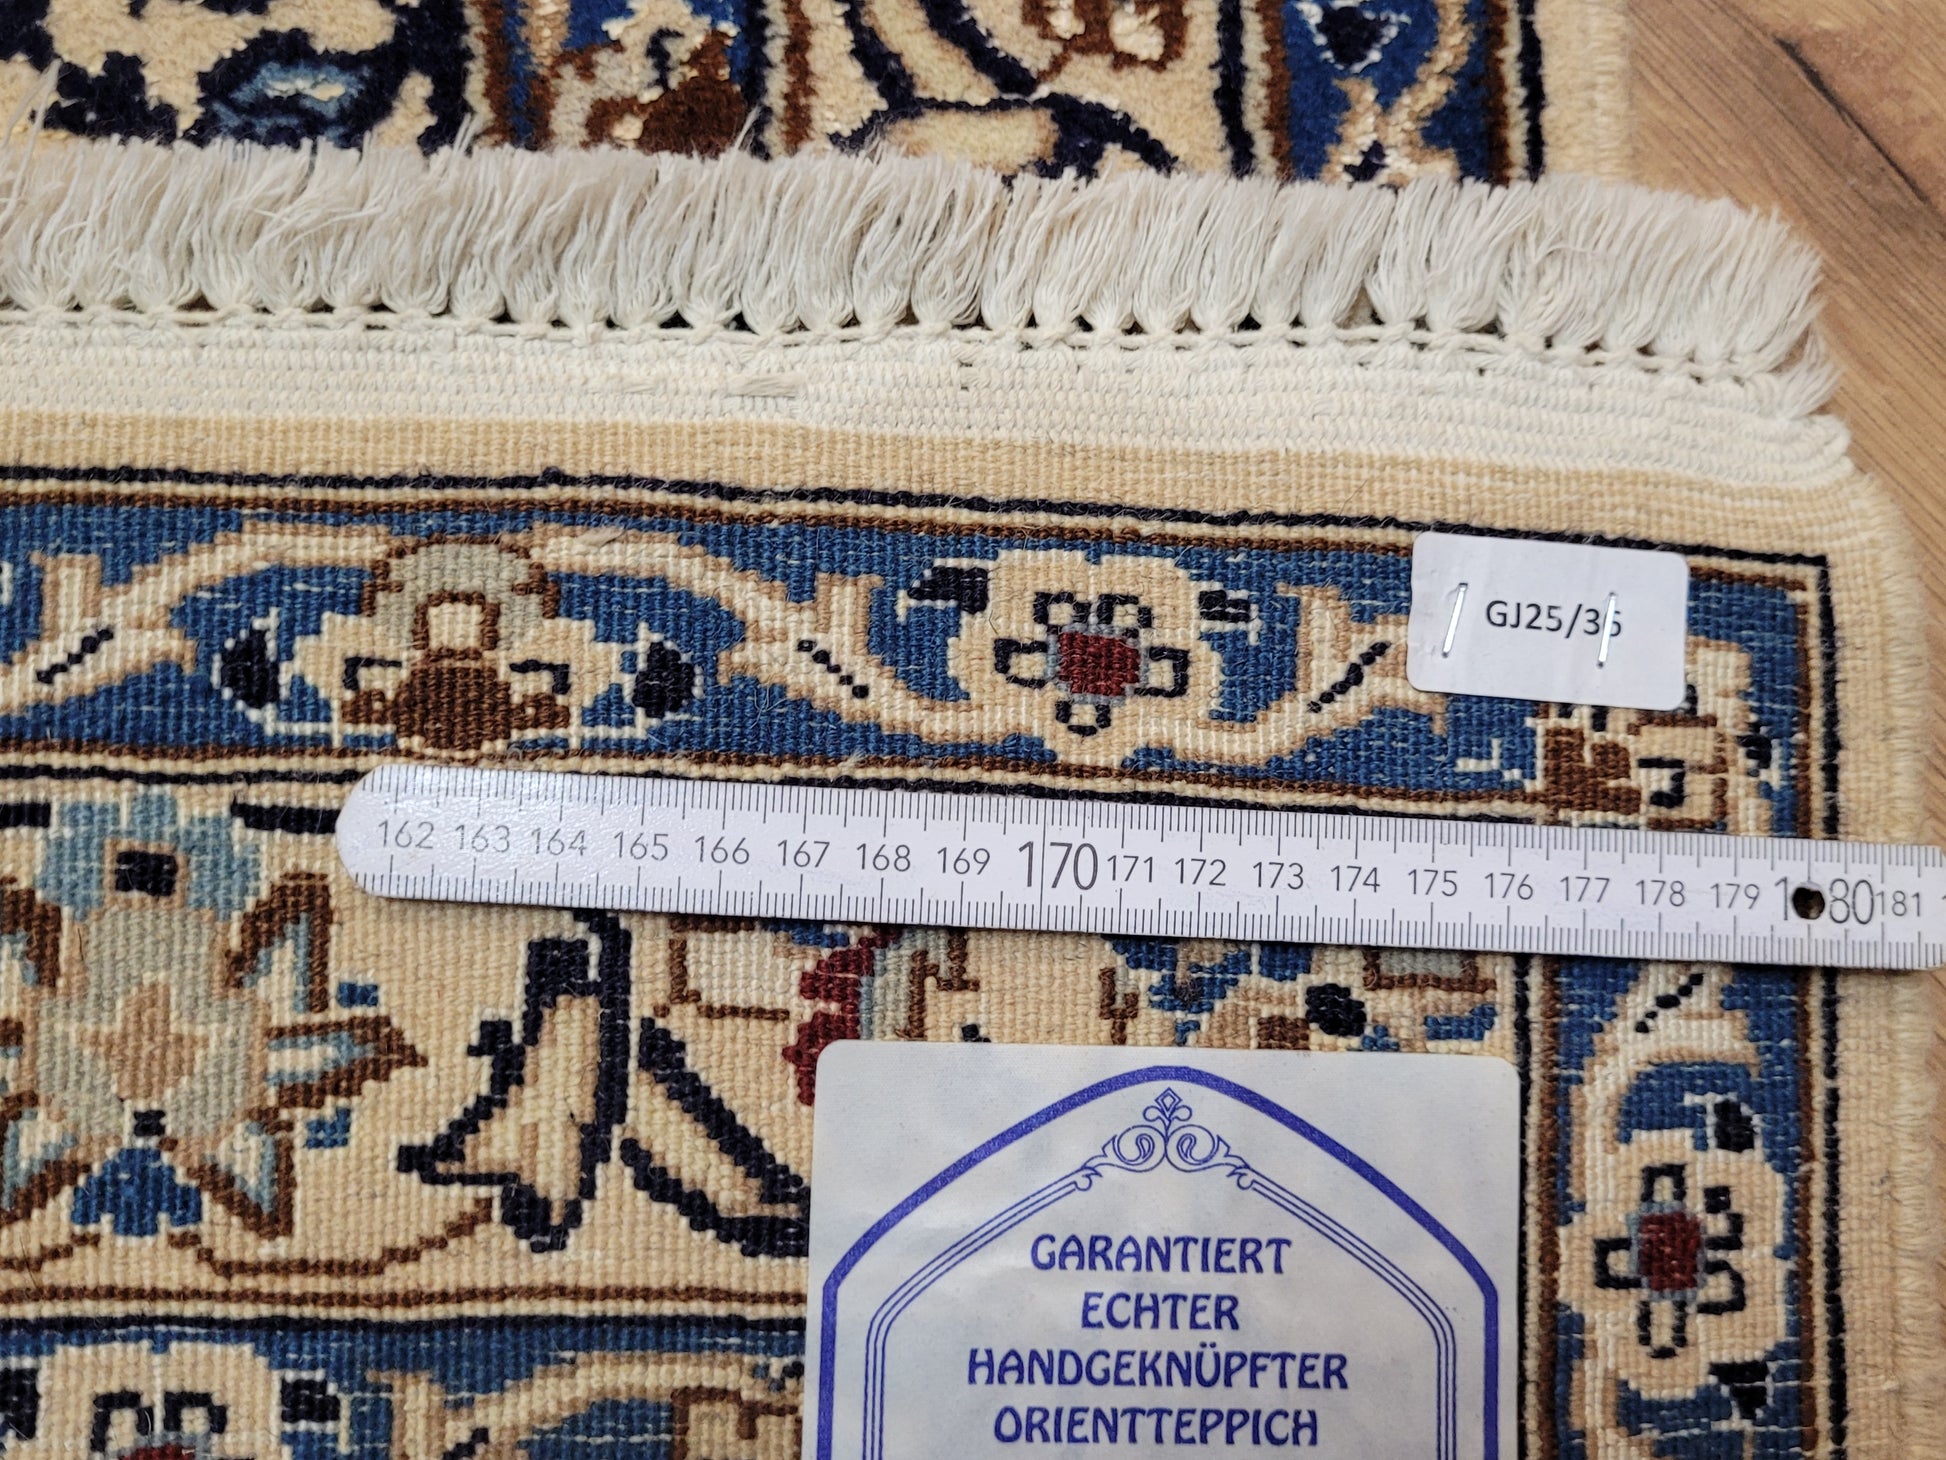 GJ25/36
162 163 164 165 166 167 168 169 170 171 172 173 174 175 176 177 178 179 180 181
GARANTIERT
ECHTER
HANDGEKNÜPFTER
ORIENTTEPPICH